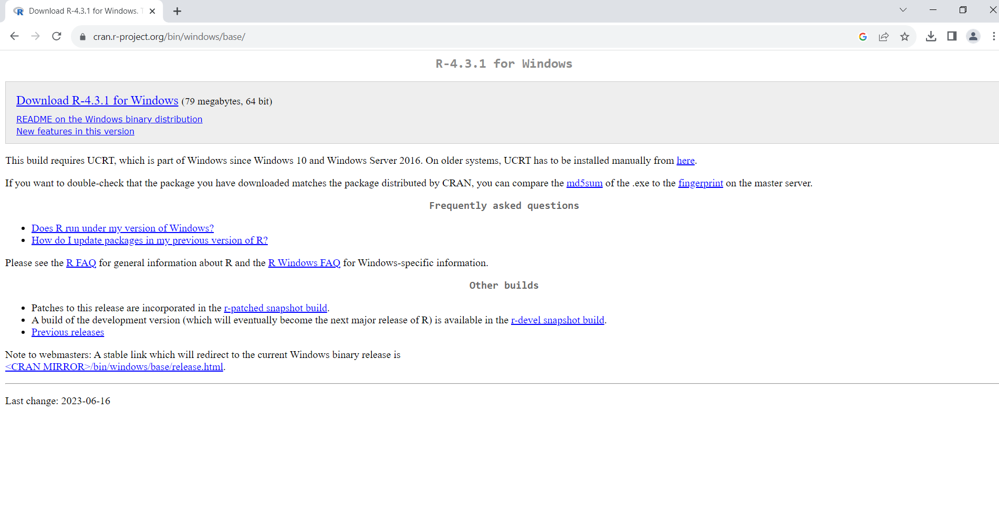 Download R-4.3.1 for Windows. T
cran.r-project.org/bin/windows/base/
R-4.3.1 for Windows
Download R-4.3.1 for Windows (79 megabytes, 64 bit)
README on the Windows binary distribution
New features in this version
This build requires UCRT, which is part of Windows since Windows 10 and Windows Server 2016. On older systems, UCRT has to be installed manually from here.
If you want to double-check that the package you have downloaded matches the package distributed by CRAN, you can compare the md5sum of the .exe to the fingerprint on the master server.
Frequently asked questions
Does R run under my version of Windows?
How do I update packages in my previous version of R?
Please see the R FAQ for general information about R and the R Windows FAQ for Windows-specific information.
Other builds
Patches to this release are incorporated in the r-patched snapshot build.
A build of the development version (which will eventually become the next major release of R) is available in the r-devel snapshot build.
Previous releases
Note to webmasters: A stable link which will redirect to the current Windows binary release is
<CRAN MIRROR>/bin/windows/base/release.html.
Last change: 2023-06-16